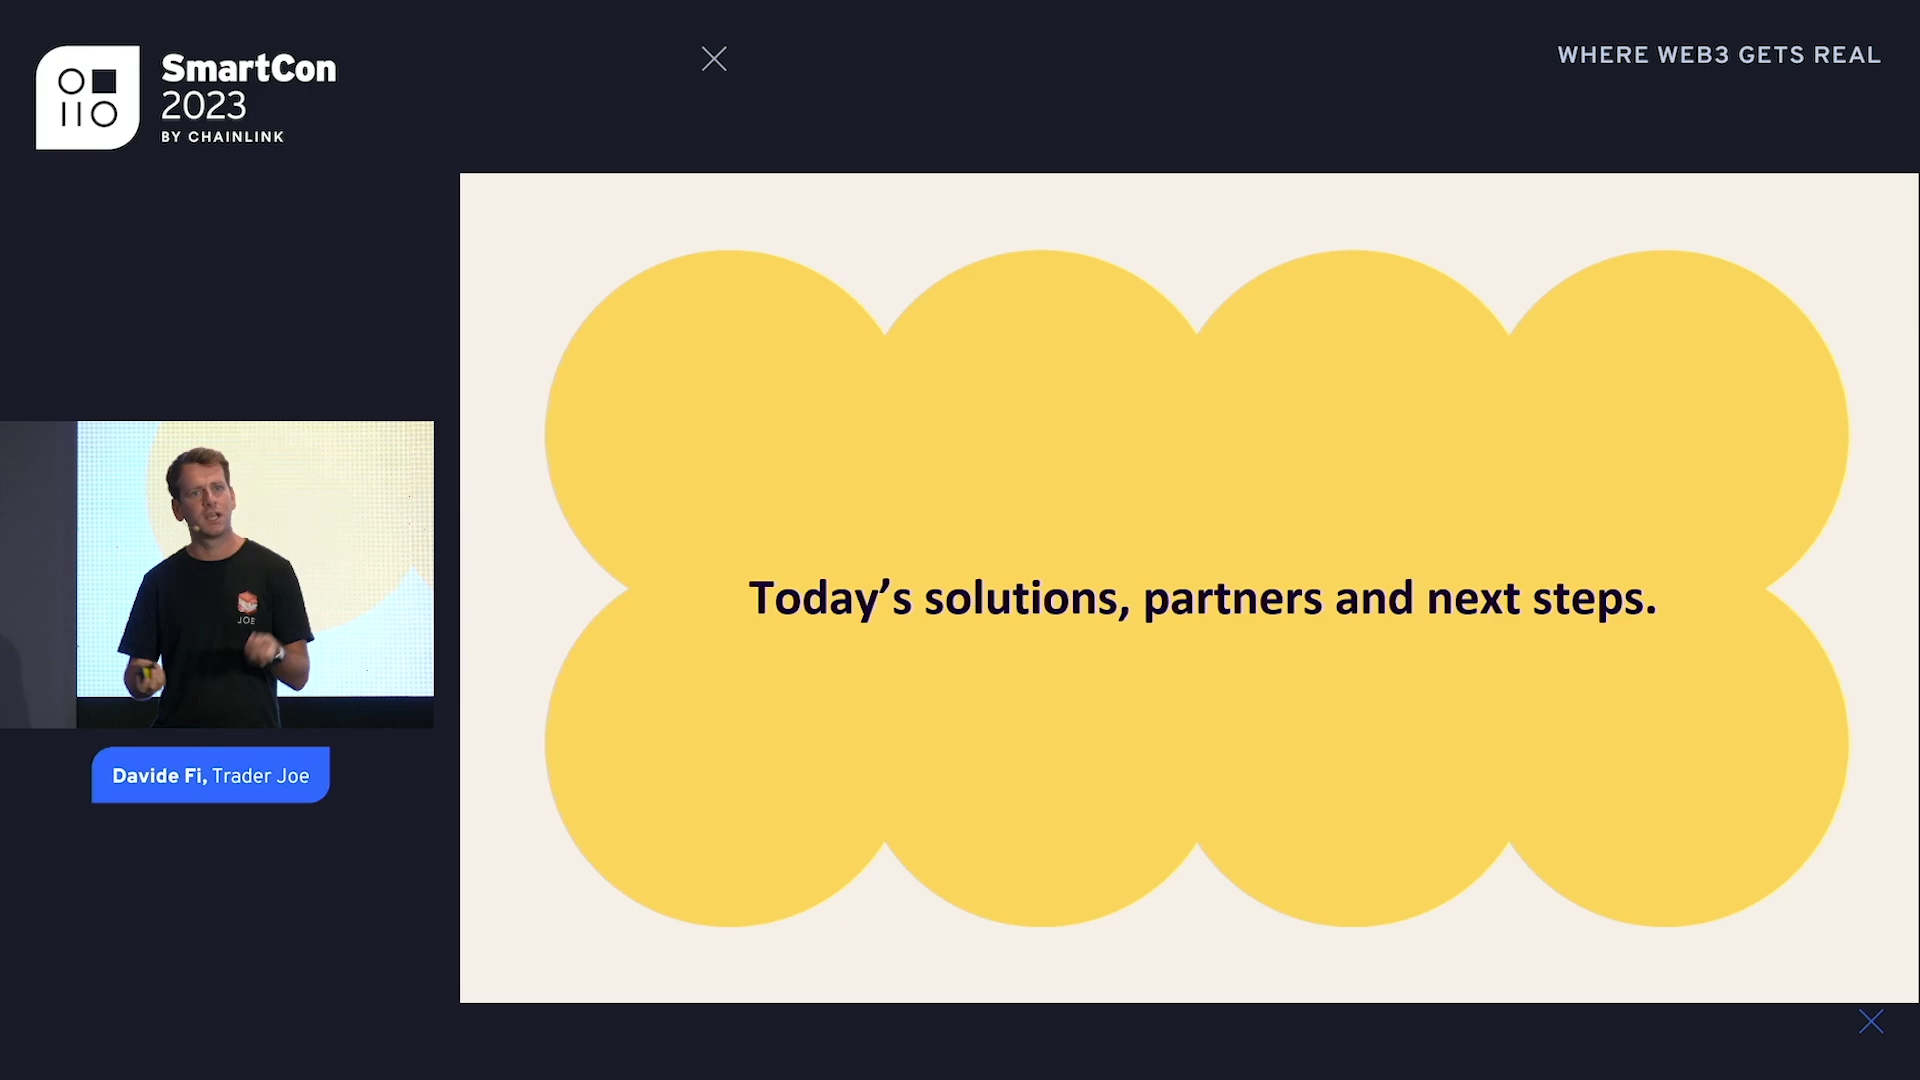 SmartCon
2023
BY CHAINLINK
WHERE WEB3 GETS REAL
Today’s solutions, partners and next steps.
JOE
Davide Fi, Trader Joe